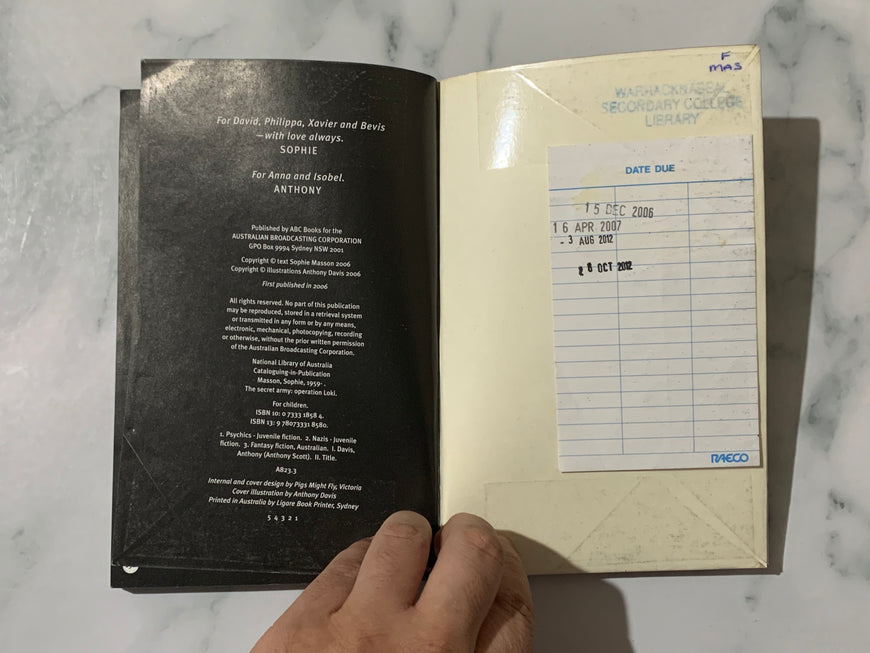 For David, Philippa, Xavier and Bevis
—with love always.
SOPHIE
For Anna and Isobel.
ANTHONY
Published by ABC Books for the
AUSTRALIAN BROADCASTING CORPORATION
GPO Box 9994 Sydney NSW 2001
Copyright © text Sophie Masson 2006
Copyright © illustrations Anthony Davis 2006
First published in 2006
All rights reserved. No part of this publication
may be reproduced, stored in a retrieval system
or transmitted in any form or by any means,
electronic, mechanical, photocopying, recording
or otherwise, without the prior written permission
of the Australian Broadcasting Corporation.
National Library of Australia
Cataloguing-in-Publication
Masson, Sophie, 1959- .
The secret army: operation Loki.
For children.
ISBN 10: 0 7333 1858 4.
ISBN 13: 9 78073331 8580.
1. Psychics - Juvenile fiction. 2. Nazis - Juvenile
fiction. 3. Fantasy fiction, Australian. I. Davis,
Anthony (Anthony Scott). II. Title.
A823.3
Internal and cover design by Pigs Might Fly, Victoria
Cover illustration by Anthony Davis
Printed in Australia by Ligare Book Printer, Sydney
5 4 3 2 1
F
MAS
WARRACKNABEAL
SECONDARY COLLEGE
LIBRARY
DATE DUE
15 DEC 2006
16 APR 2007
- 3 AUG 2012
OCT 2012
RAECO